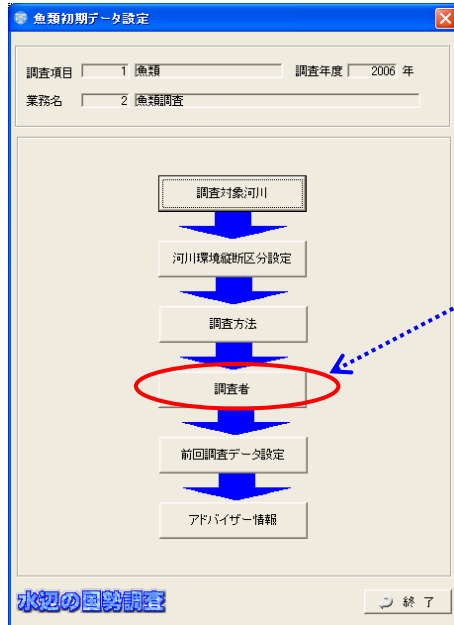 魚類初期データ設定
調査項目 1 魚類 調査年度 2006 年
業務名 2 魚類調査
調査対象河川
河川環境縦断区分設定
調査方法
調査者
前回調査データ設定
アドバイザー情報
水辺の国勢調査 終 了